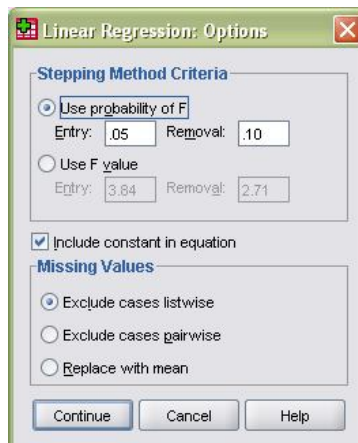 Linear Regression: Options
Stepping Method Criteria
Use probability of F
Entry: .05 Removal: .10
Use F value
Entry: 3.84 Removal: 2.71
Include constant in equation
Missing Values
Exclude cases listwise
Exclude cases pairwise
Replace with mean
Continue Cancel Help